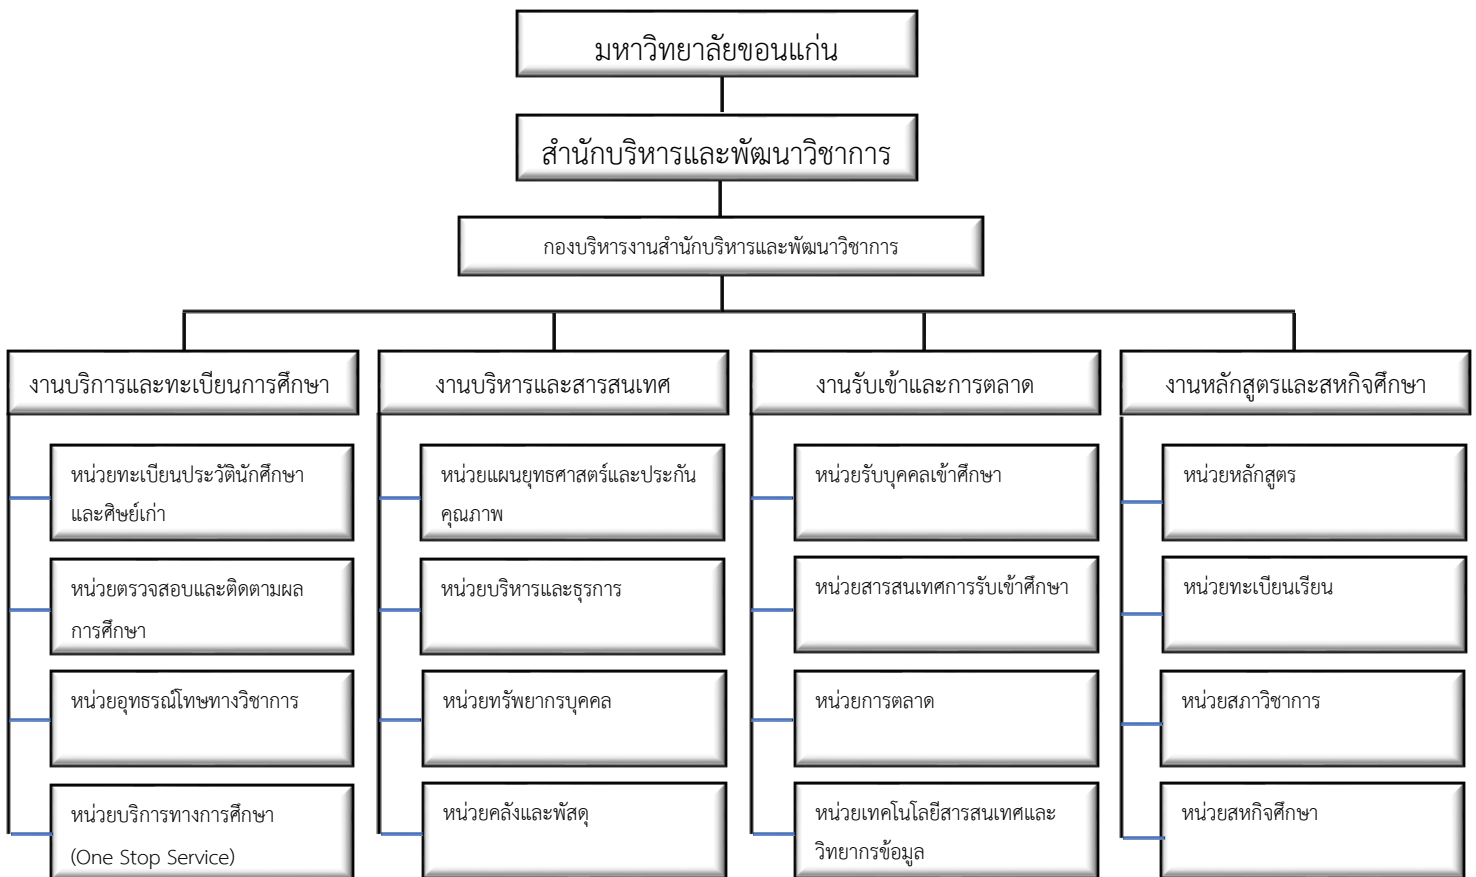 มหาวิทยาลัยขอนแก่น
สำนักบริหารและพัฒนาวิชาการ
กองบริหารงานสำนักบริหารและพัฒนาวิชาการ
งานบริการและทะเบียนการศึกษา
หน่วยทะเบียนประวัตินักศึกษา
และศิษย์เก่า
หน่วยตรวจสอบและติดตามผล
การศึกษา
หน่วยอุทธรณ์โทษทางวิชาการ
หน่วยบริการทางการศึกษา
(One Stop Service)
งานบริหารและสารสนเทศ
หน่วยแผนยุทธศาสตร์และประกัน
คุณภาพ
หน่วยบริหารและธุรการ
หน่วยทรัพยากรบุคคล
หน่วยคลังและพัสดุ
งานรับเข้าและการตลาด
หน่วยรับบุคคลเข้าศึกษา
หน่วยสารสนเทศการรับเข้าศึกษา
หน่วยการตลาด
หน่วยเทคโนโลยีสารสนเทศและ
วิทยากรข้อมูล
งานหลักสูตรและสหกิจศึกษา
หน่วยหลักสูตร
หน่วยทะเบียนเรียน
หน่วยสภาวิชาการ
หน่วยสหกิจศึกษา